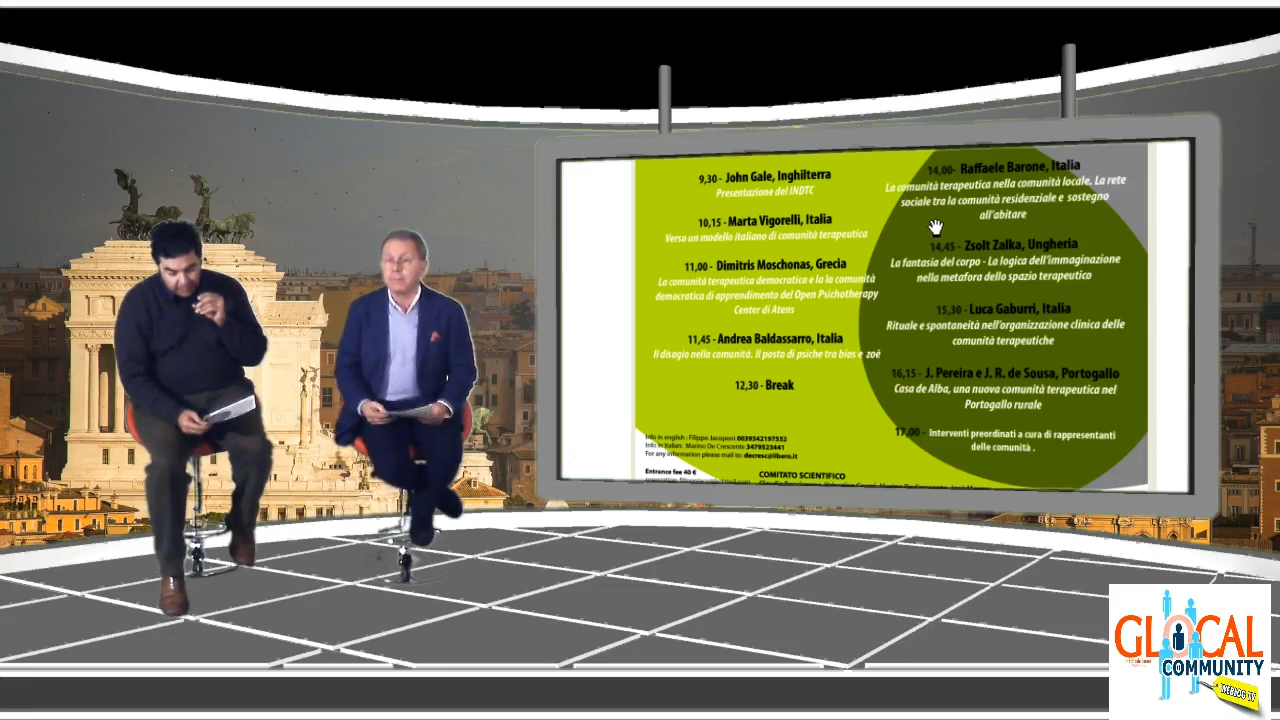 9,30 - John Gale, Inghilterra
Presentazione del INDTC
10,15 - Marta Vigorelli, Italia
Verso un modello italiano di comunità terapeutica
11,00- Dimitris Moschonas, Grecia
La comunità terapeutica democratica e la la comunità
democratica di apprendimento del Open Psichotherapy
Center di Atens
11,45 - Andrea Baldassarro, Italia
Il disagio nella comunità. Il posto di psiche tra bios e zoè
12,30 - Break
Info in english : Filippo Jacoponi 0039342197552
Info in Italian: Marino De Crescente 3479523441
For any information please mail to: decresc@libero.it
Entrance fee 40 €
COMITATO SCIENTIFICO
14,00- Raffaele Barone, Italia
La comunità terapeutica nella comunità locale. La rete
sociale tra la comunità residenziale e sostegno
all'abitare
14,45 - Zsolt Zalka, Ungheria
La fantasia del corpo - La logica dell'immaginazione
nella metafora dello spazio terapeutico
15,30 - Luca Gaburri, Italia
Rituale e spontaneità nell'organizzazione clinica delle
comunità terapeutiche
16,15 - J. Pereira e J. R. de Sousa, Portogallo
Casa de Alba, una nuova comunità terapeutica nel
Portogallo rurale
17,00 - Interventi preordinati a cura di rappresentanti
delle comunità .
GLOCAL
COMMUNITY
WEBLOG TV